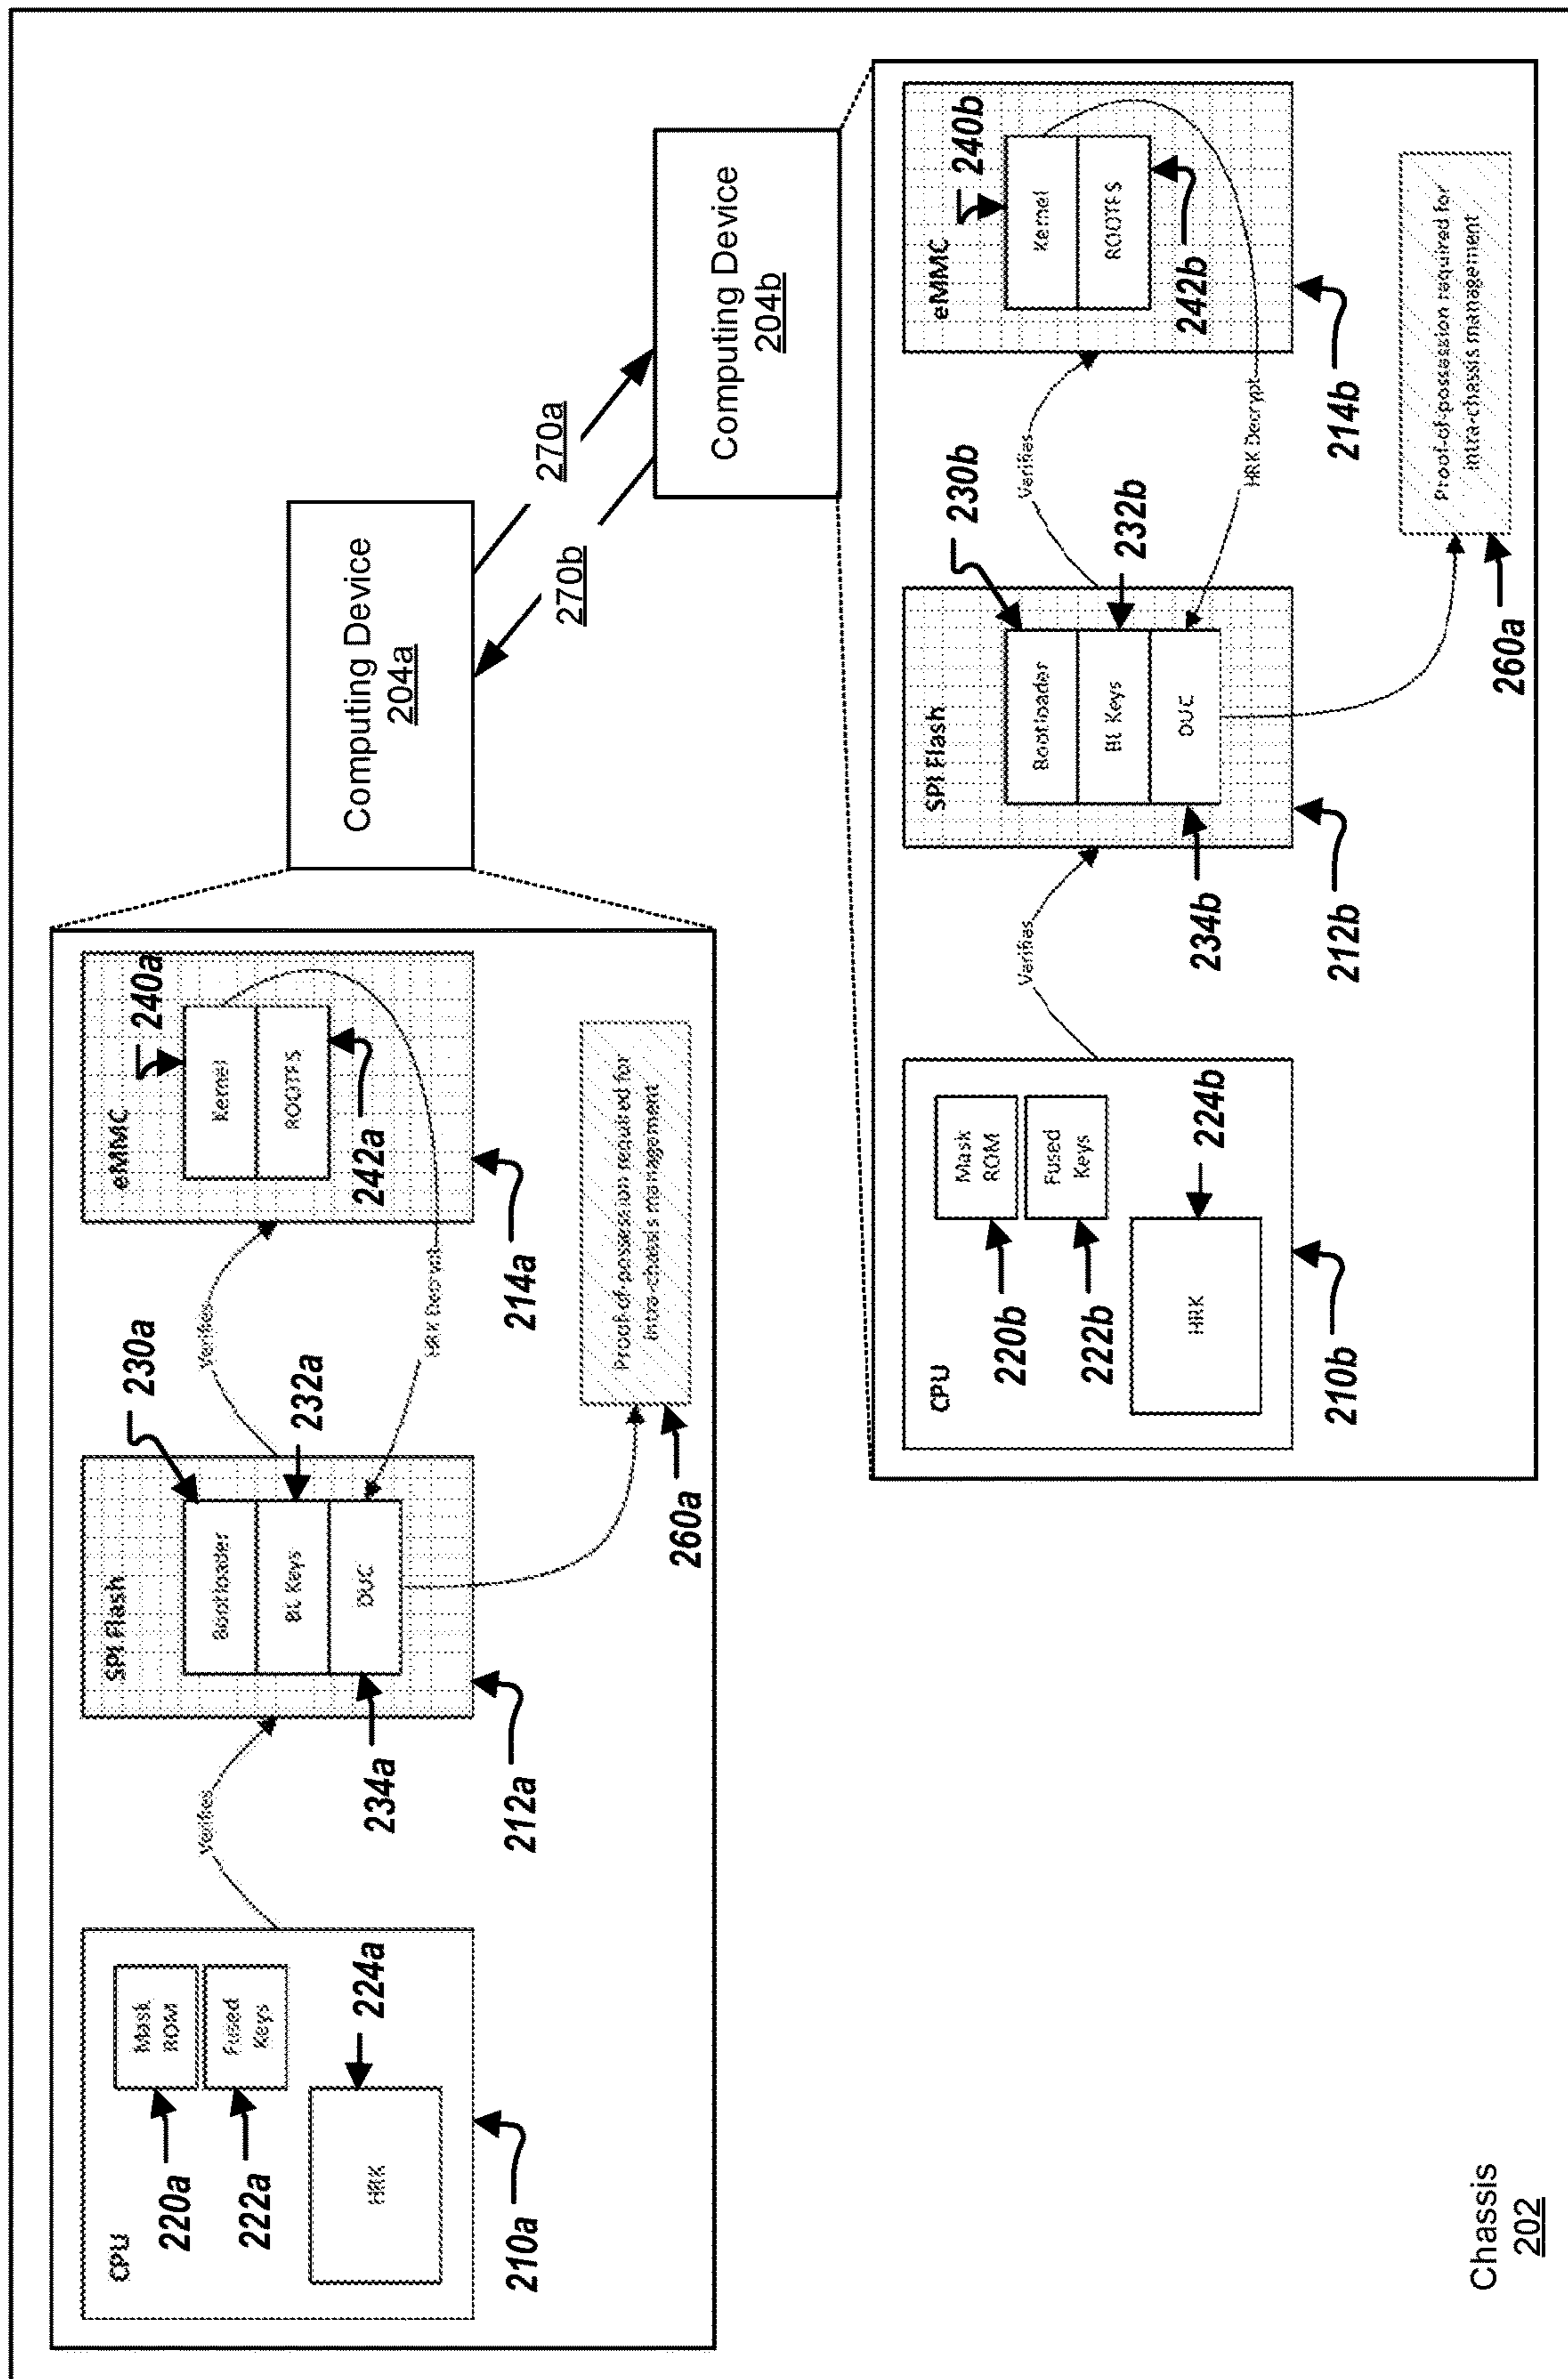 CPU
Mask
ROM
Fused
Keys
HRK
220a
222a
224a
210a
Verifies
SPI Flash
Bootloader
BL Keys
DUC
230a
232a
234a
212a
Verifies
HRK Decrypt
eMMC
Kernel
ROOTFS
240a
242a
214a
Proof-of-possession required for
intra-chassis management
260a
Computing Device
204a
270a
270b
Computing Device
204b
CPU
Mask
ROM
Fused
Keys
HRK
220b
222b
224b
210b
Verifies
SPI Flash
Bootloader
BL Keys
DUC
230b
232b
234b
212b
Verifies
HRK Decrypt
eMMC
Kernel
ROOTFS
240b
242b
214b
Proof-of-possession required for
intra-chassis management
260a
Chassis
202